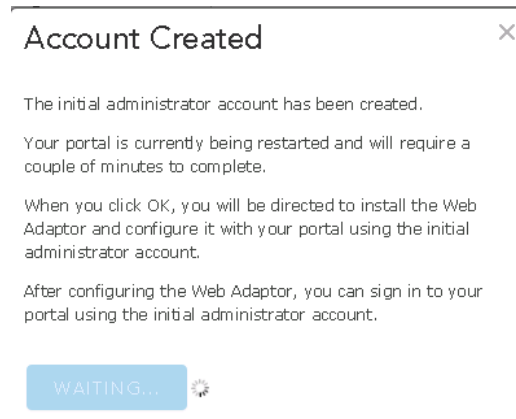 Account Created
The initial administrator account has been created.
Your portal is currently being restarted and will require a
couple of minutes to complete.
When you click OK, you will be directed to install the Web
Adaptor and configure it with your portal using the initial
administrator account.
After configuring the Web Adaptor, you can sign in to your
portal using the initial administrator account.
WAITING...